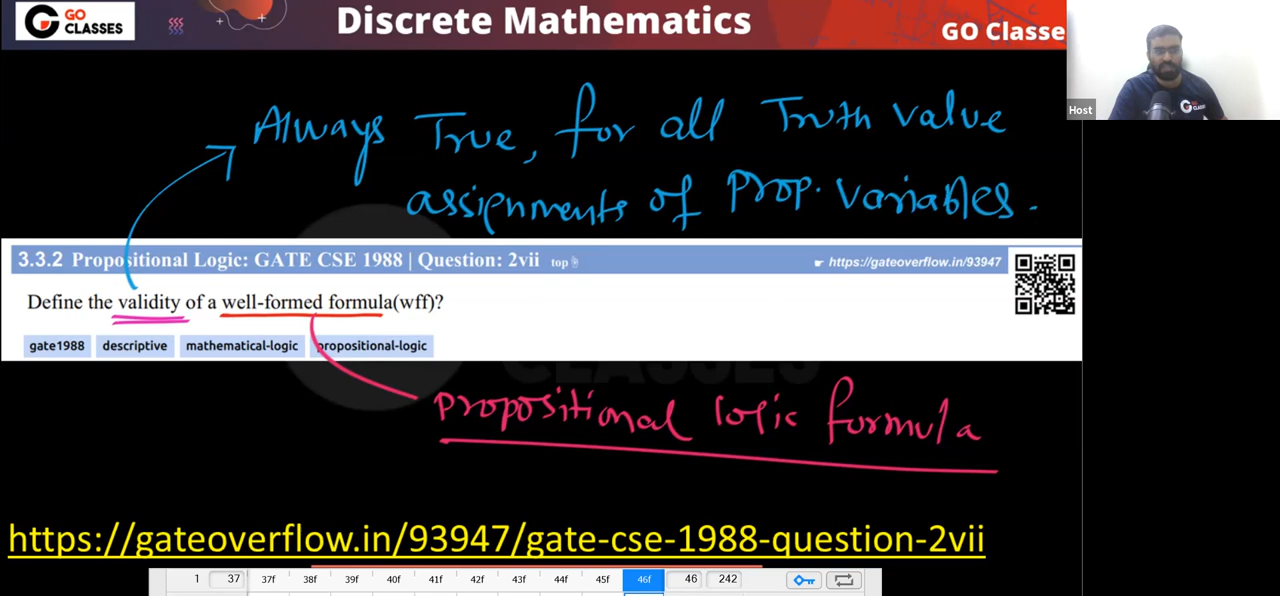 GO
CLASSES
Discrete Mathematics
GO Classe
Host
Always True, for all Truth value
assignments of Prop. variables.
3.3.2 Propositional Logic: GATE CSE 1988 | Question: 2vii top
https://gateoverflow.in/93947
Define the validity of a well-formed formula(wff)?
gate1988 descriptive mathematical-logic propositional-logic
CLASSES
propositional logic formula
https://gateoverflow.in/93947/gate-cse-1988-question-2vii
1 37 37f 38f 39f 40f 41f 42f 43f 44f 45f 46f 46 242